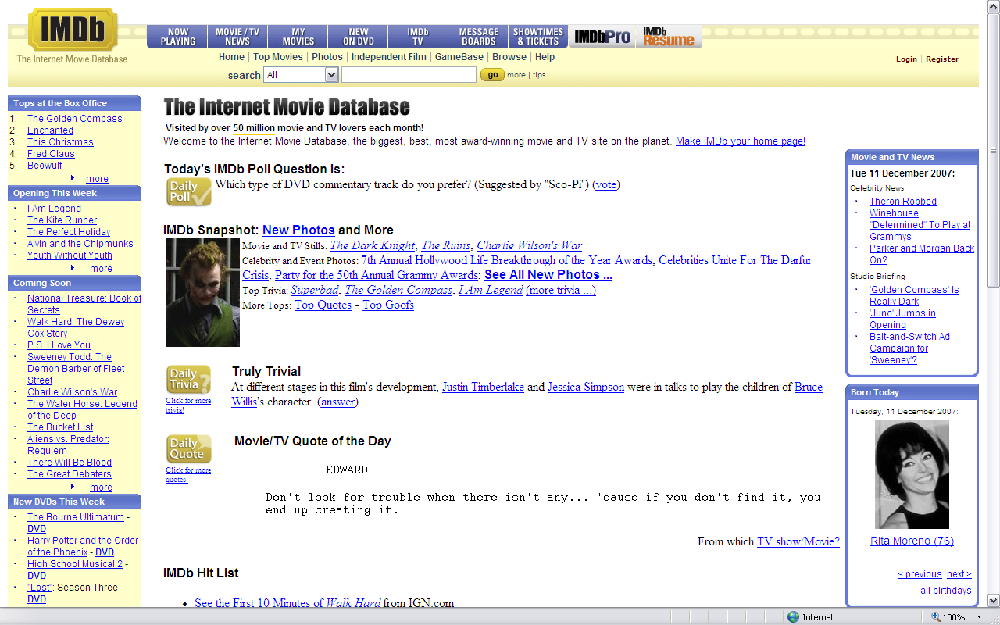 IMDb
The Internet Movie Database
NOW PLAYING
MOVIE / TV NEWS
MY MOVIES
NEW ON DVD
IMDb TV
MESSAGE BOARDS
SHOWTIMES & TICKETS
IMDbPro
IMDb Resume
Home | Top Movies | Photos | Independent Film | GameBase | Browse | Help
search All go more | tips
Login | Register
Tops at the Box Office
1. The Golden Compass
2. Enchanted
3. This Christmas
4. Fred Claus
5. Beowulf
more
Opening This Week
· I Am Legend
· The Kite Runner
· The Perfect Holiday
· Alvin and the Chipmunks
· Youth Without Youth
more
Coming Soon
· National Treasure: Book of
Secrets
· Walk Hard: The Dewey
Cox Story
· P.S. I Love You
· Sweeney Todd: The
Demon Barber of Fleet
Street
· Charlie Wilson's War
· The Water Horse: Legend
of the Deep
· The Bucket List
· Aliens vs. Predator:
Requiem
· There Will Be Blood
· The Great Debaters
more
New DVDs This Week
· The Bourne Ultimatum -
DVD
· Harry Potter and the Order
of the Phoenix - DVD
· High School Musical 2 -
DVD
· "Lost": Season Three -
DVD
The Internet Movie Database
Visited by over 50 million movie and TV lovers each month!
Welcome to the Internet Movie Database, the biggest, best, most award-winning movie and TV site on the planet. Make IMDb your home page!
Today's IMDb Poll Question Is:
Daily Poll
Which type of DVD commentary track do you prefer? (Suggested by "Sco-Pi") (vote)
IMDb Snapshot: New Photos and More
Movie and TV Stills: The Dark Knight, The Ruins, Charlie Wilson's War
Celebrity and Event Photos: 7th Annual Hollywood Life Breakthrough of the Year Awards, Celebrities Unite For The Darfur
Crisis, Party for the 50th Annual Grammy Awards: See All New Photos ...
Top Trivia: Superbad, The Golden Compass, I Am Legend (more trivia ...)
More Tops: Top Quotes - Top Goofs
Daily Trivia ?
Click for more
trivia!
Truly Trivial
At different stages in this film's development, Justin Timberlake and Jessica Simpson were in talks to play the children of Bruce
Willis's character. (answer)
Daily Quote
Click for more
quotes!
Movie/TV Quote of the Day
EDWARD
Don't look for trouble when there isn't any... 'cause if you don't find it, you
end up creating it.
From which TV show/Movie?
IMDb Hit List
• See the First 10 Minutes of Walk Hard from IGN.com
Movie and TV News
Tue 11 December 2007:
Celebrity News
· Theron Robbed
· Winehouse
"Determined" To Play at
Grammys
· Parker and Morgan Back
On?
Studio Briefing
· 'Golden Compass' Is
Really Dark
· 'Juno' Jumps in
Opening
· Bait-and-Switch Ad
Campaign for
'Sweeney'?
Born Today
Tuesday, 11 December 2007:
Rita Moreno (76)
< previous next >
all birthdays
Internet
100%